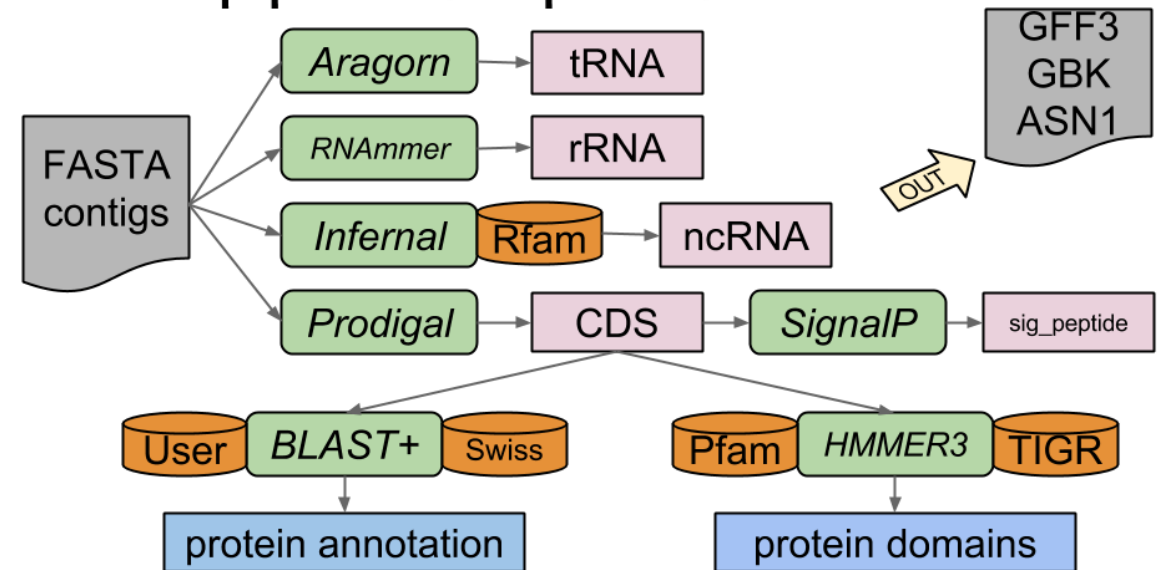 Aragorn
tRNA
GFF3
GBK
ASN1
FASTA
contigs
RNAmmer
rRNA
OUT
Infernal
Rfam
ncRNA
Prodigal
CDS
SignalP
sig_peptide
User
BLAST+
Swiss
Pfam
HMMER3
TIGR
protein annotation
protein domains